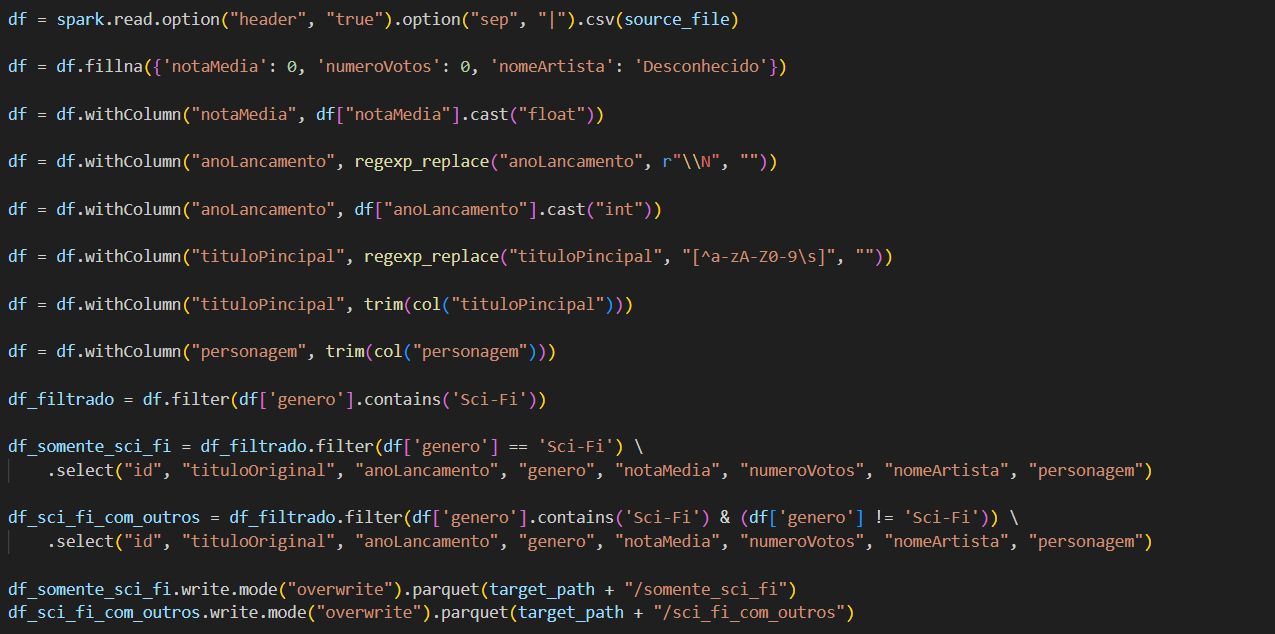 df = spark.read.option("header", "true").option("sep", "|").csv(source_file)
df = df.fillna({'notaMedia': 0, 'numeroVotos': 0, 'nomeArtista': 'Desconhecido'})
df = df.withColumn("notaMedia", df["notaMedia"].cast("float"))
df = df.withColumn("anoLancamento", regexp_replace("anoLancamento", r"\\N", ""))
df = df.withColumn("anoLancamento", df["anoLancamento"].cast("int"))
df = df.withColumn("tituloPincipal", regexp_replace("tituloPincipal", "[^a-zA-Z0-9\s]", ""))
df = df.withColumn("tituloPincipal", trim(col("tituloPincipal")))
df = df.withColumn("personagem", trim(col("personagem")))
df_filtrado = df.filter(df['genero'].contains('Sci-Fi'))
df_somente_sci_fi = df_filtrado.filter(df['genero'] == 'Sci-Fi') \
    .select("id", "tituloOriginal", "anoLancamento", "genero", "notaMedia", "numeroVotos", "nomeArtista", "personagem")
df_sci_fi_com_outros = df_filtrado.filter(df['genero'].contains('Sci-Fi') & (df['genero'] != 'Sci-Fi')) \
    .select("id", "tituloOriginal", "anoLancamento", "genero", "notaMedia", "numeroVotos", "nomeArtista", "personagem")
df_somente_sci_fi.write.mode("overwrite").parquet(target_path + "/somente_sci_fi")
df_sci_fi_com_outros.write.mode("overwrite").parquet(target_path + "/sci_fi_com_outros")